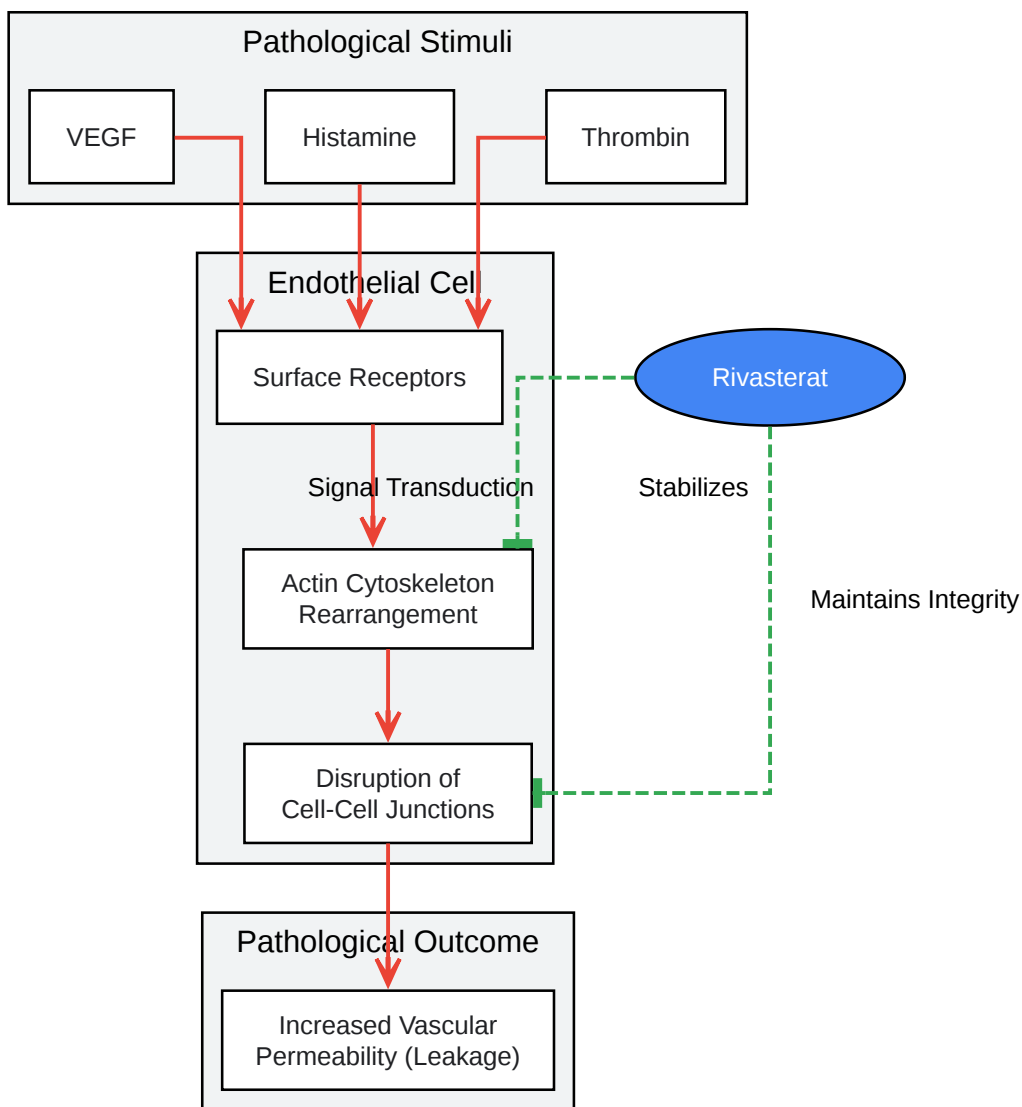 Pathological Stimuli
VEGF
Histamine
Thrombin
Endothelial Cell
Surface Receptors
Rivasterat
Signal Transduction
Stabilizes
Actin Cytoskeleton
Rearrangement
Maintains Integrity
Disruption of
Cell-Cell Junctions
Pathological Outcome
Increased Vascular
Permeability (Leakage)